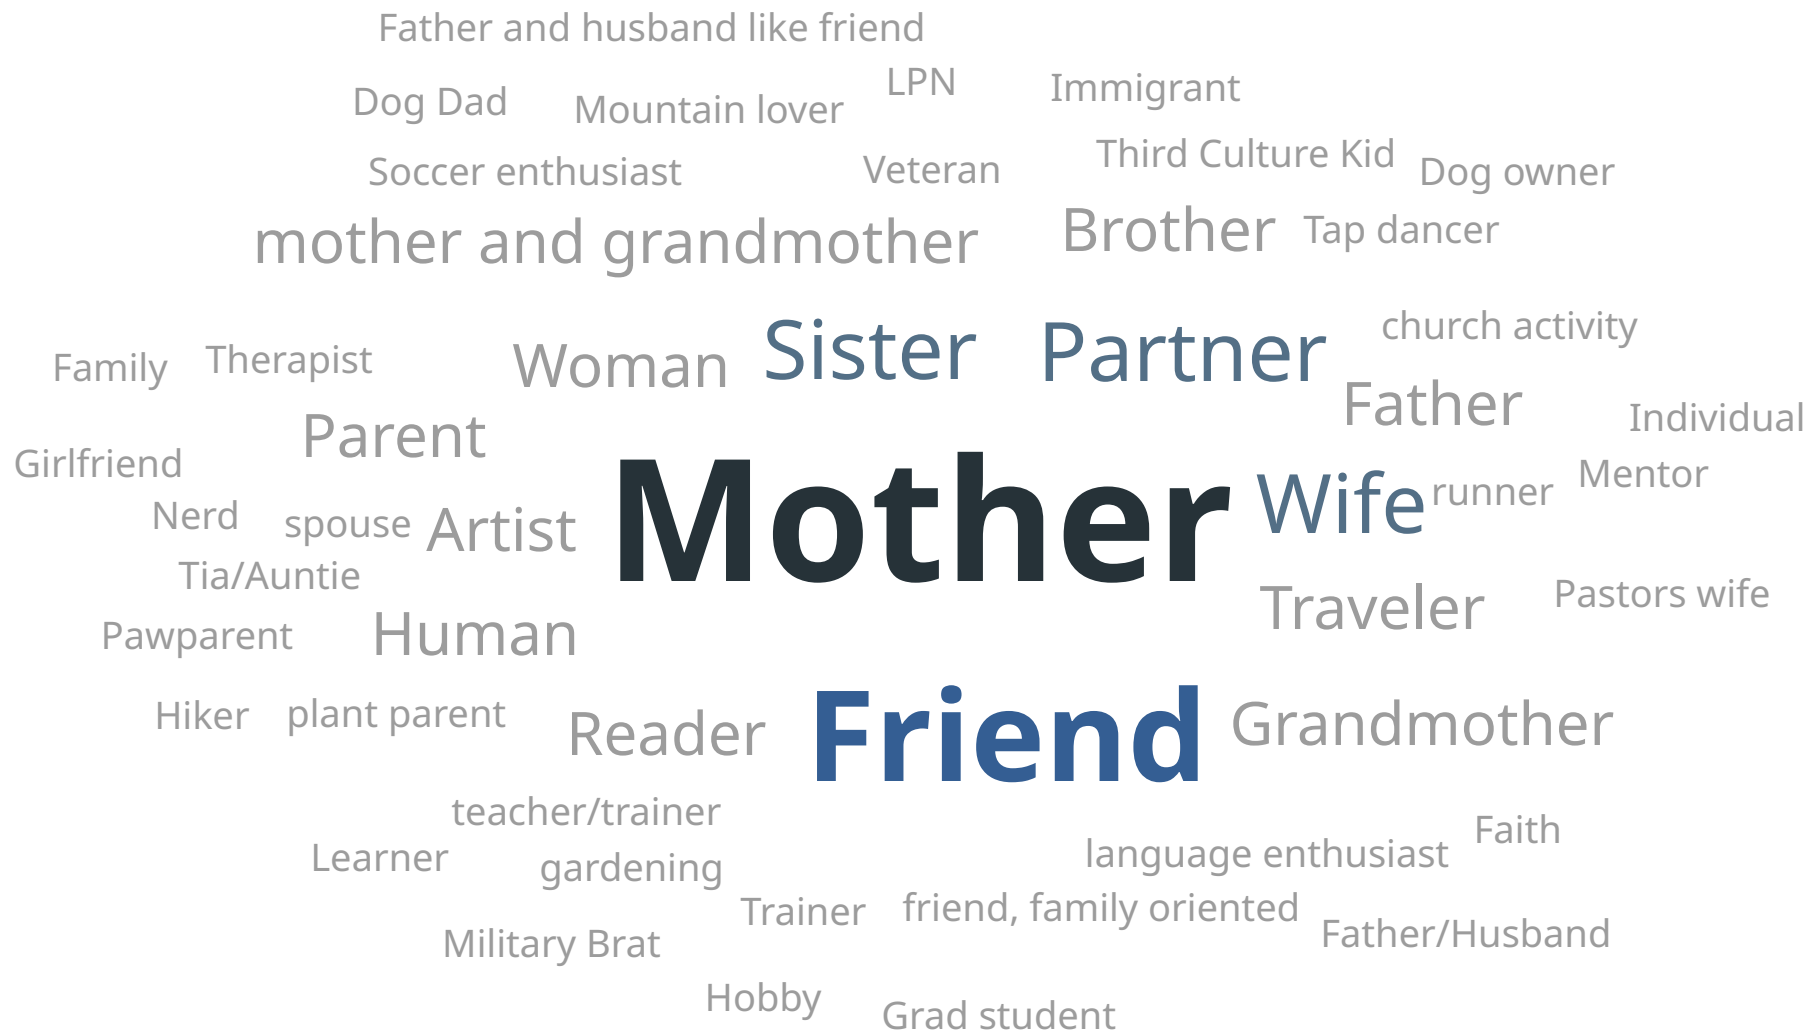 Father and husband like friend
LPN
Immigrant
Dog Dad
Mountain lover
Third Culture Kid
Soccer enthusiast
Veteran
Dog owner
mother and grandmother
Brother
Tap dancer
church activity
Family
Therapist
Woman
Sister
Partner
Father
Individual
Parent
Girlfriend
Mother
Wife
runner
Mentor
Nerd
spouse
Artist
Tia/Auntie
Traveler
Pastors wife
Pawparent
Human
Hiker
plant parent
Reader
Friend
Grandmother
teacher/trainer
Faith
Learner
gardening
language enthusiast
Trainer
friend, family oriented
Father/Husband
Military Brat
Hobby
Grad student